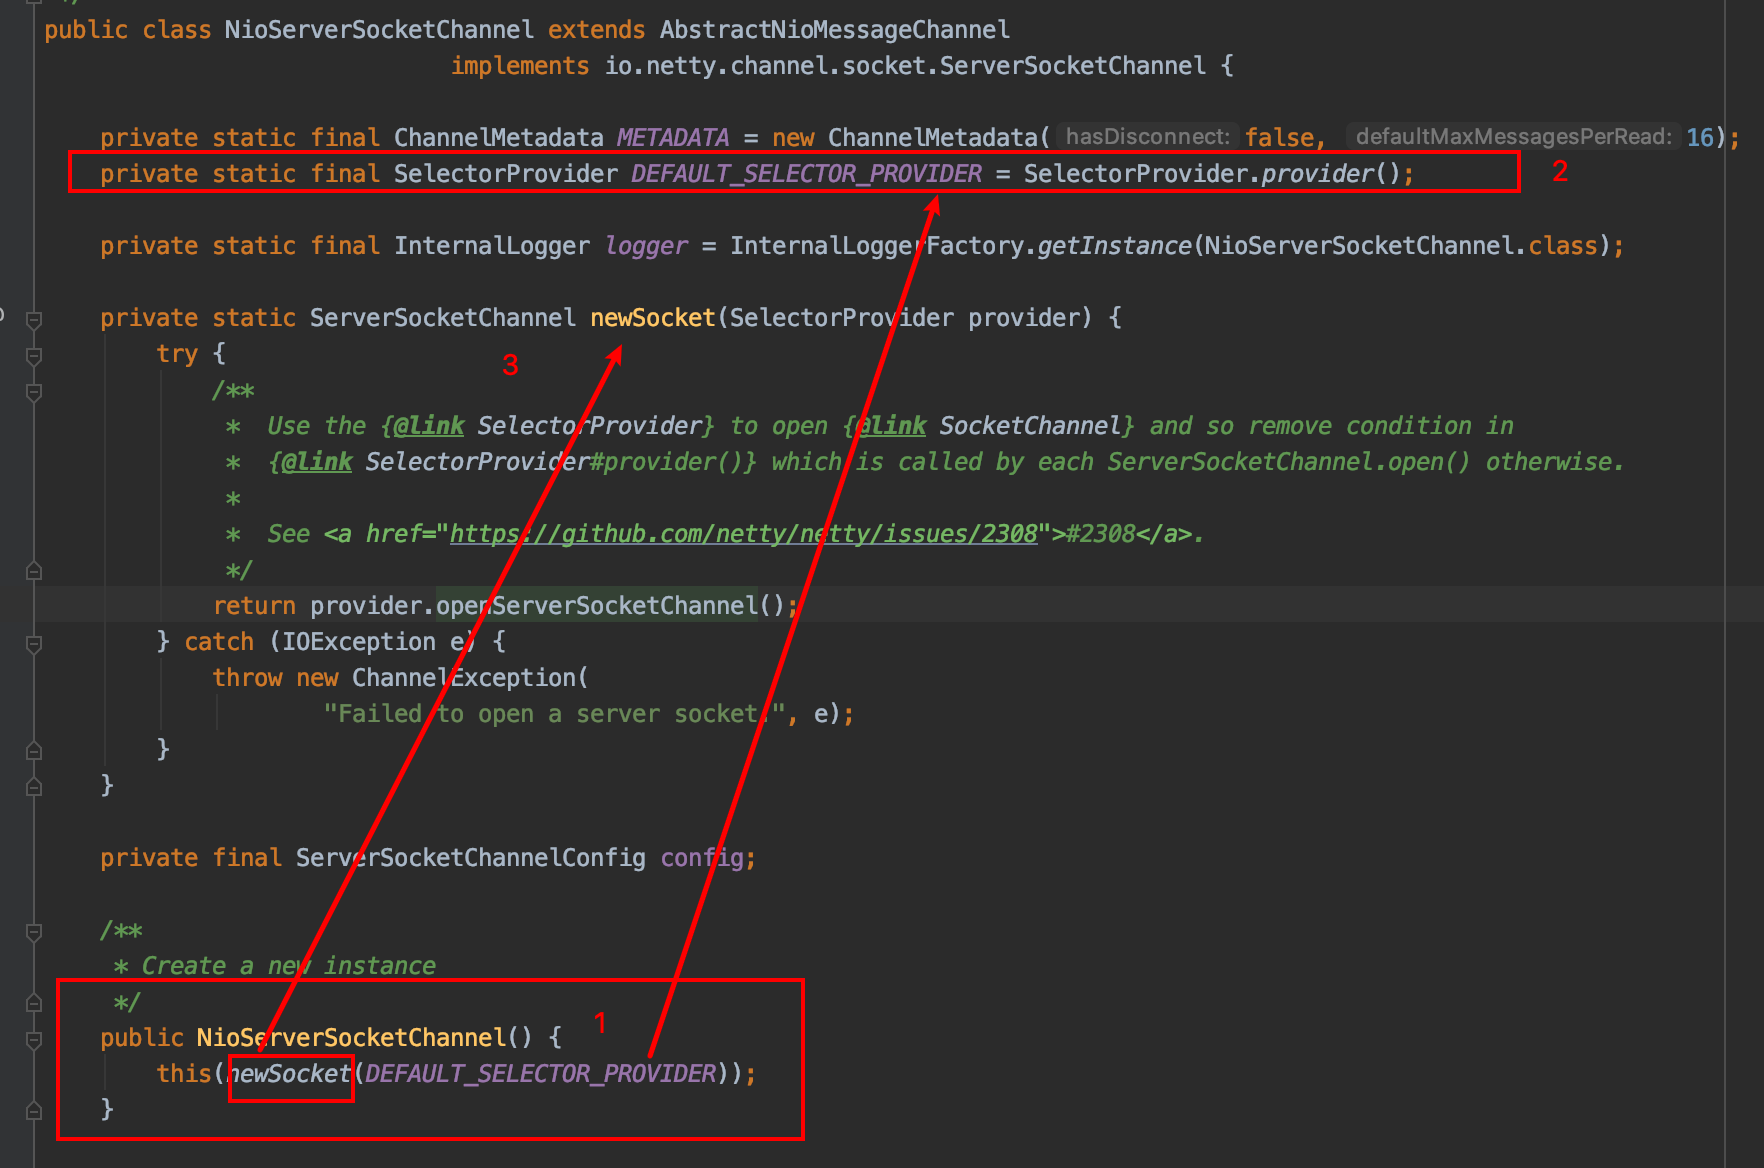 */
public class NioServerSocketChannel extends AbstractNioMessageChannel
implements io.netty.channel.socket.ServerSocketChannel {
private static final ChannelMetadata METADATA = new ChannelMetadata( hasDisconnect: false, defaultMaxMessagesPerRead: 16);
private static final SelectorProvider DEFAULT_SELECTOR_PROVIDER = SelectorProvider.provider(); 2
private static final InternalLogger logger = InternalLoggerFactory.getInstance(NioServerSocketChannel.class);
private static ServerSocketChannel newSocket(SelectorProvider provider) {
try { 3
/**
* Use the {@link SelectorProvider} to open {@link SocketChannel} and so remove condition in
* {@link SelectorProvider#provider()} which is called by each ServerSocketChannel.open() otherwise.
*
* See <a href="https://github.com/netty/netty/issues/2308">#2308</a>.
*/
return provider.openServerSocketChannel();
} catch (IOException e) {
throw new ChannelException(
"Failed to open a server socket.", e);
}
}
private final ServerSocketChannelConfig config;
/**
* Create a new instance
*/
1
public NioServerSocketChannel() {
this(newSocket(DEFAULT_SELECTOR_PROVIDER));
}